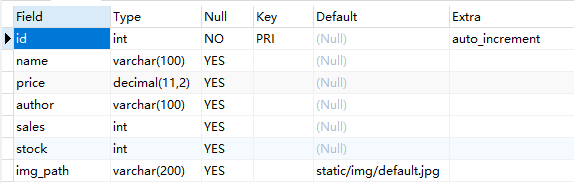 Field Type Null Key Default Extra
id int NO PRI (Null) auto_increment
name varchar(100) YES (Null)
price decimal(11,2) YES (Null)
author varchar(100) YES (Null)
sales int YES (Null)
stock int YES (Null)
img_path varchar(200) YES static/img/default.jpg